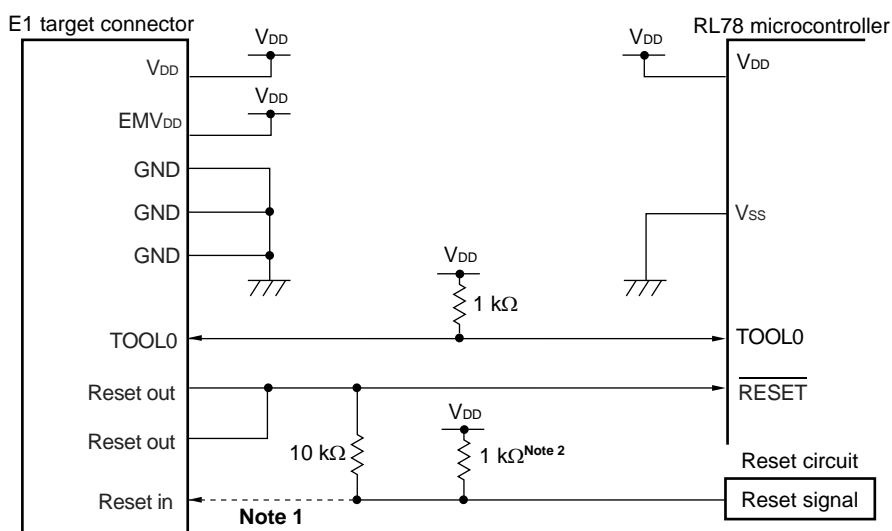 E1 target connector
RL78 microcontroller
VDD
VDD
VDD
VDD
VDD
EMVDD
GND
GND
GND
VSS
VDD
1 kΩ
TOOL0
TOOL0
Reset out
RESET
Reset out
VDD
10 kΩ
1 kΩNote 2
Reset circuit
Reset in
Note 1
Reset signal